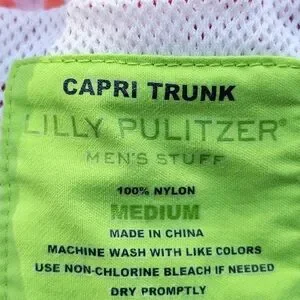 CAPRI TRUNK
LILLY PULITZER®
MEN'S STUFF
100% NYLON
MEDIUM
MADE IN CHINA
MACHINE WASH WITH LIKE COLORS
USE NON-CHLORINE BLEACH IF NEEDED
DRY PROMPTLY